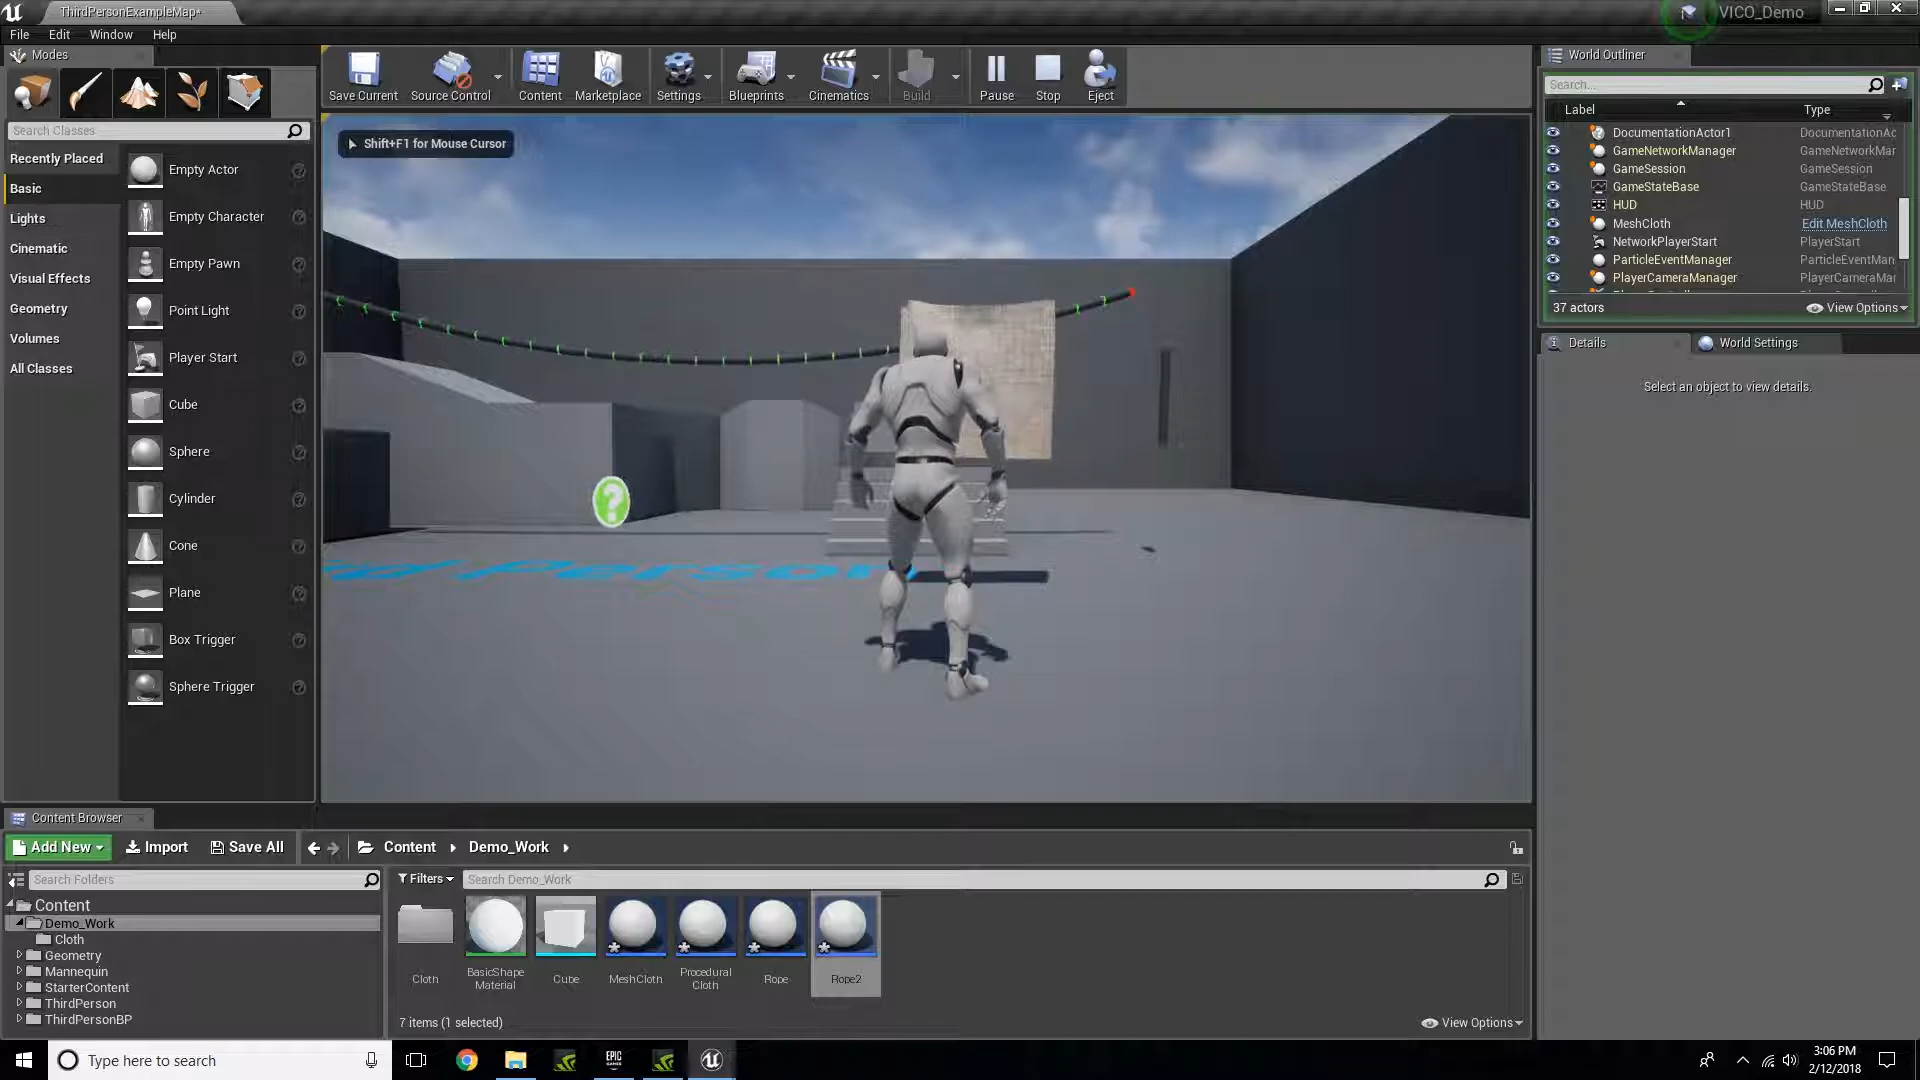 ThirdPersonExampleMap*
VICO_Demo
File Edit Window Help
Modes
Search Classes
Recently Placed
Basic
Lights
Cinematic
Visual Effects
Geometry
Volumes
All Classes
Empty Actor
Empty Character
Empty Pawn
Point Light
Player Start
Cube
Sphere
Cylinder
Cone
Plane
Box Trigger
Sphere Trigger
Save Current Source Control Content Marketplace Settings Blueprints Cinematics Build Pause Stop Eject
Shift+F1 for Mouse Cursor
Person
World Outliner
Search...
Label Type
DocumentationActor1 DocumentationAc
GameNetworkManager GameNetworkMar
GameSession GameSession
GameStateBase GameStateBase
HUD HUD
MeshCloth Edit MeshCloth
NetworkPlayerStart PlayerStart
ParticleEventManager ParticleEventMan
PlayerCameraManager PlayerCameraMar
37 actors View Options
Details World Settings
Select an object to view details.
Content Browser
Add New Import Save All Content Demo_Work
Search Folders
Content
Demo_Work
Cloth
Geometry
Mannequin
StarterContent
ThirdPerson
ThirdPersonBP
Filters Search Demo_Work
Cloth
BasicShape
Material
Cube
MeshCloth
Procedural
Cloth
Rope
Rope2
7 items (1 selected) View Options
Type here to search
EPIC
GAMES
3:06 PM
2/12/2018